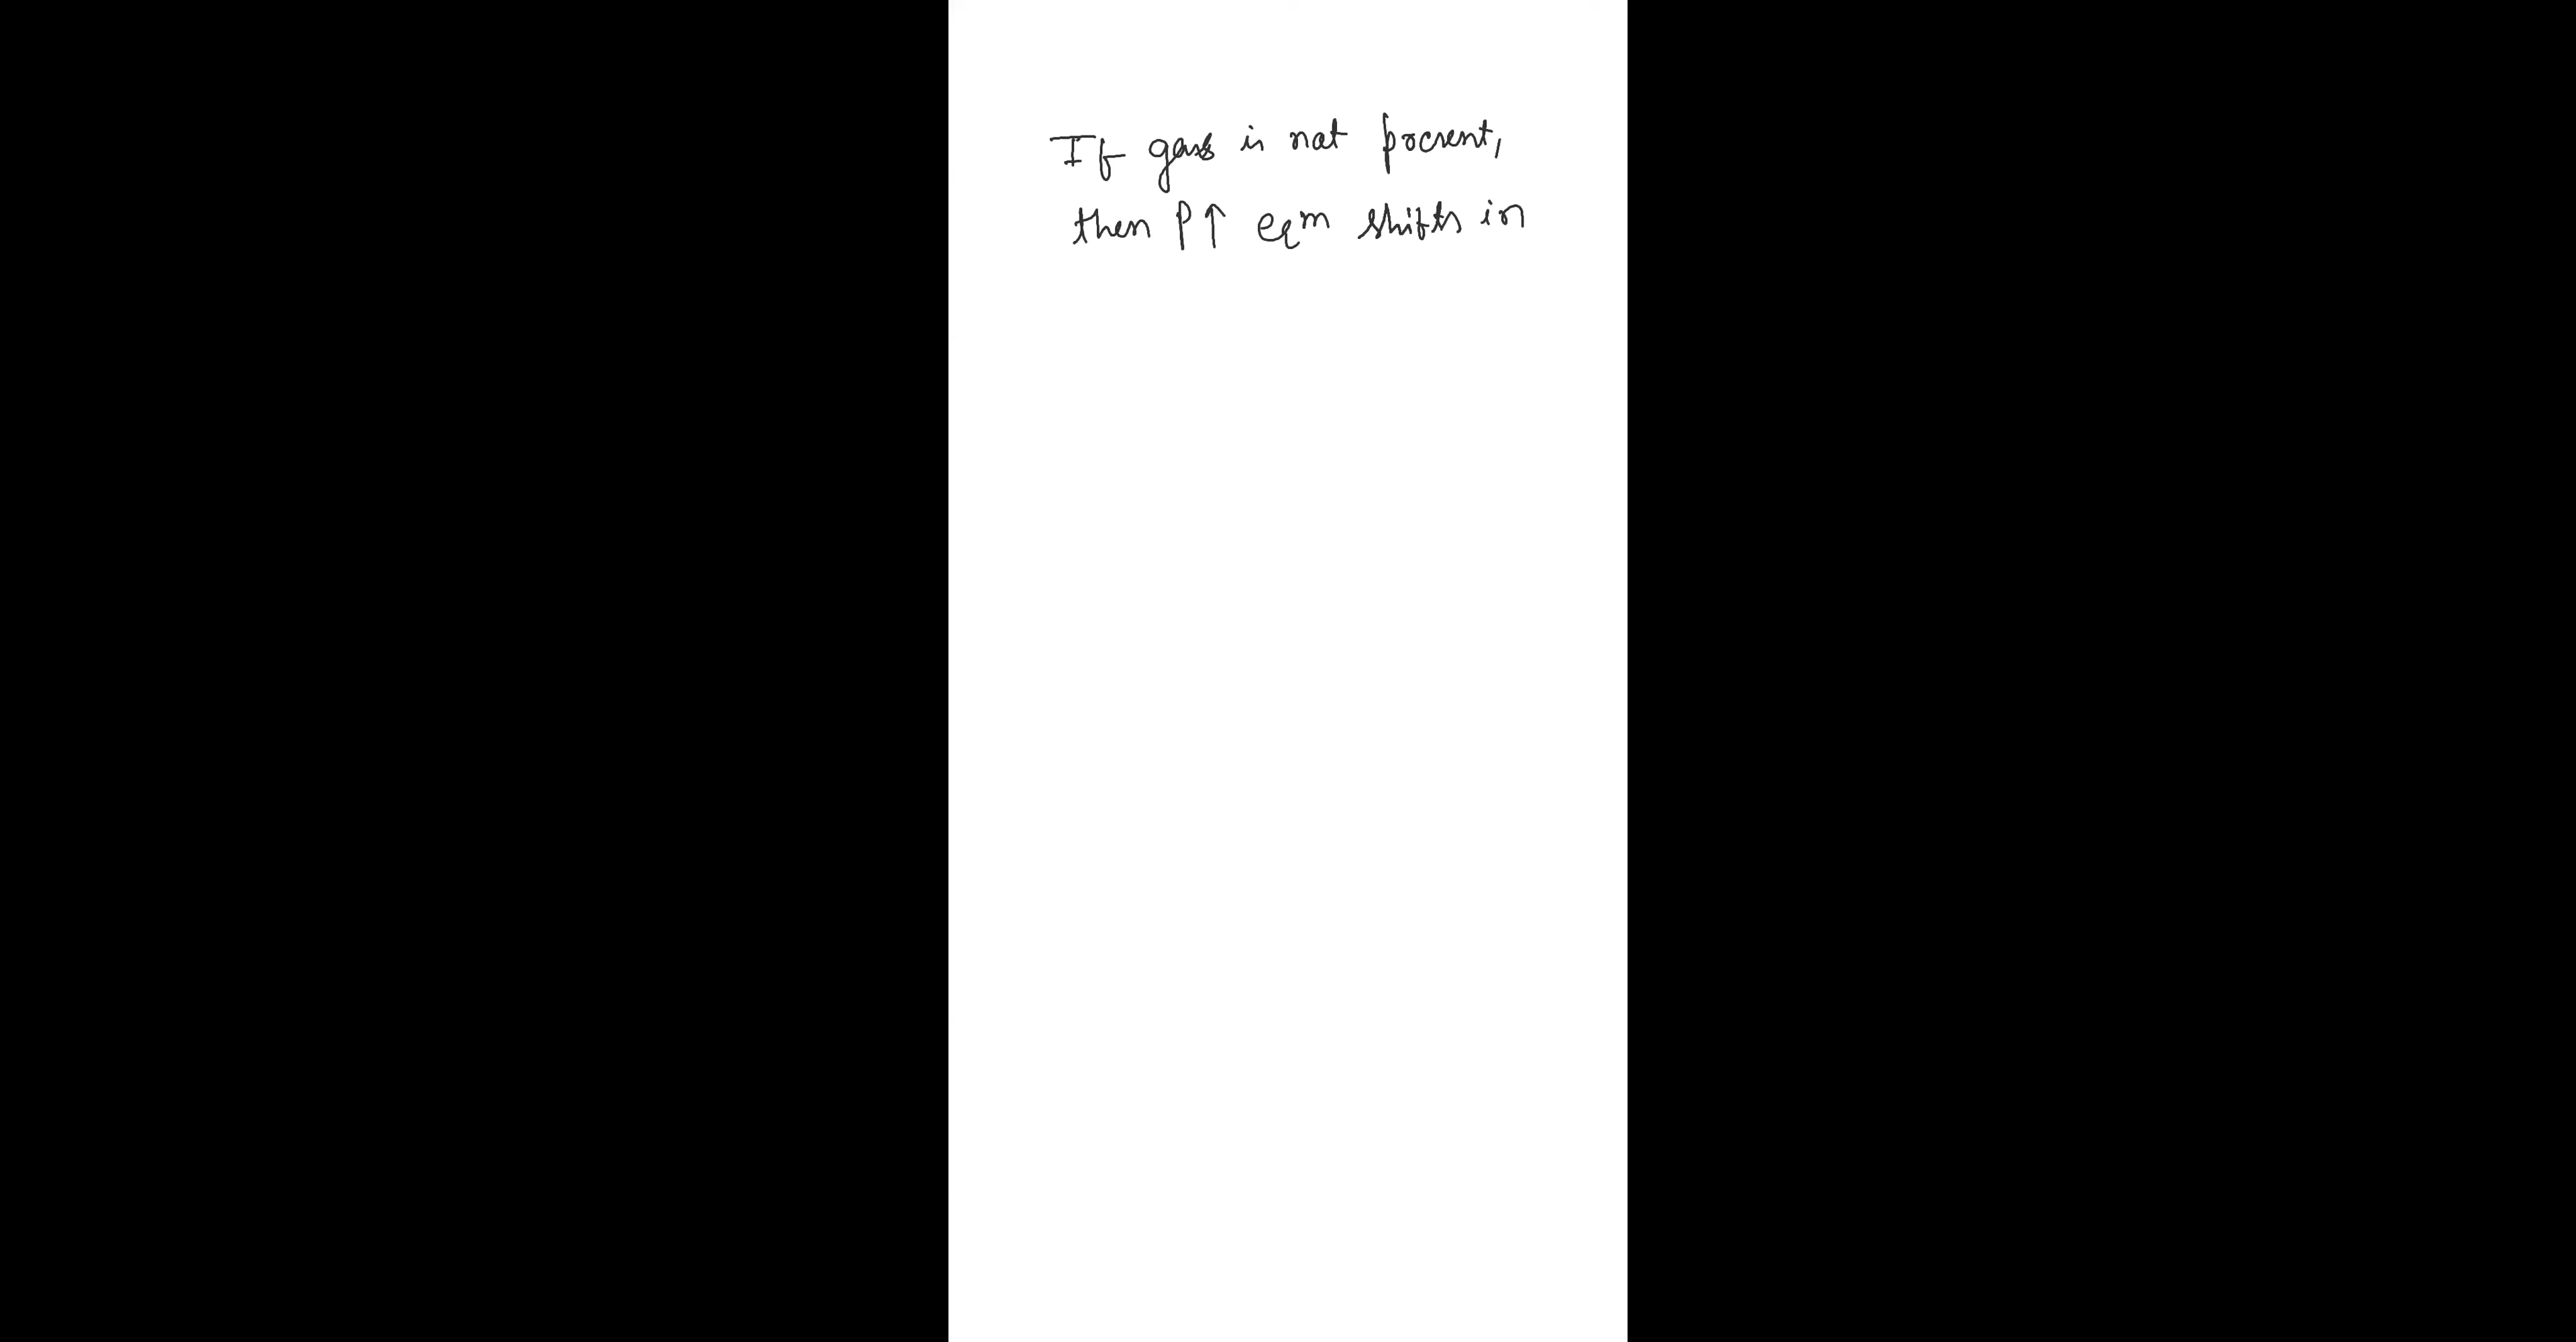 If gas is not present,
then P↑ eqm shifts in